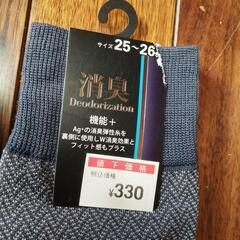 サイズ 25~26
消臭
Deodorization
機能+
Ag+の消臭弾性糸を
裏側に使用しW消臭効果と
フィット感もプラス
値下価格
税込価格
¥330